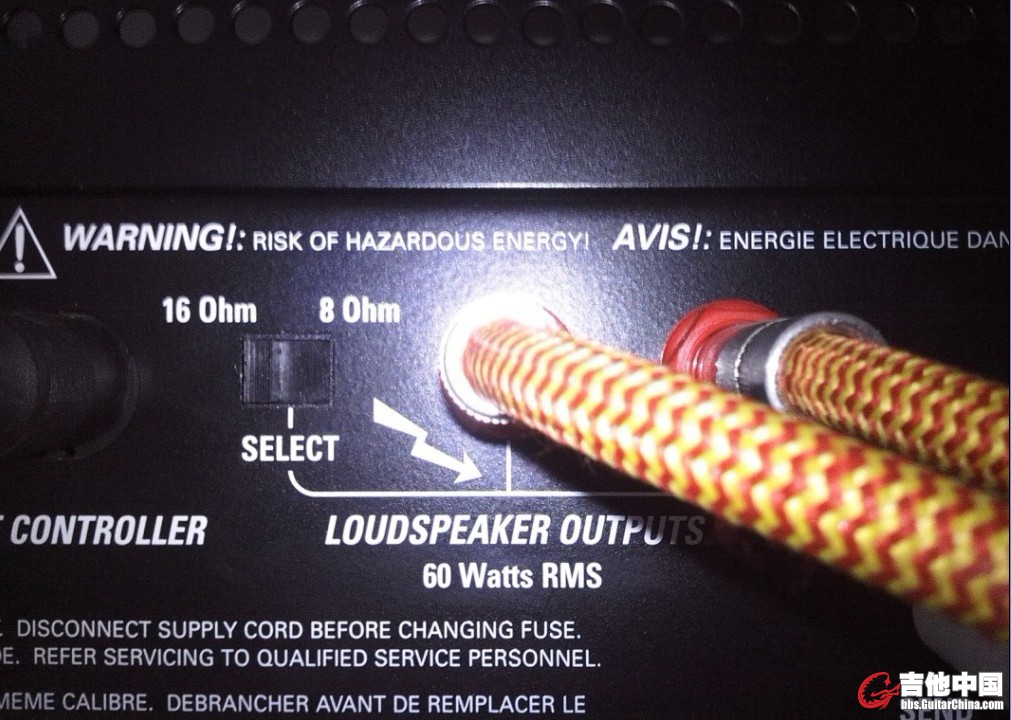 WARNING!: RISK OF HAZARDOUS ENERGY! AVIS!: ENERGIE ELECTRIQUE DAN
16 Ohm 8 Ohm
SELECT
CONTROLLER LOUDSPEAKER OUTPUTS
60 Watts RMS
DISCONNECT SUPPLY CORD BEFORE CHANGING FUSE.
E. REFER SERVICING TO QUALIFIED SERVICE PERSONNEL.
MEME CALIBRE. DEBRANCHER AVANT DE REMPLACER LE
吉他中国
bbs.GuitarChina.com